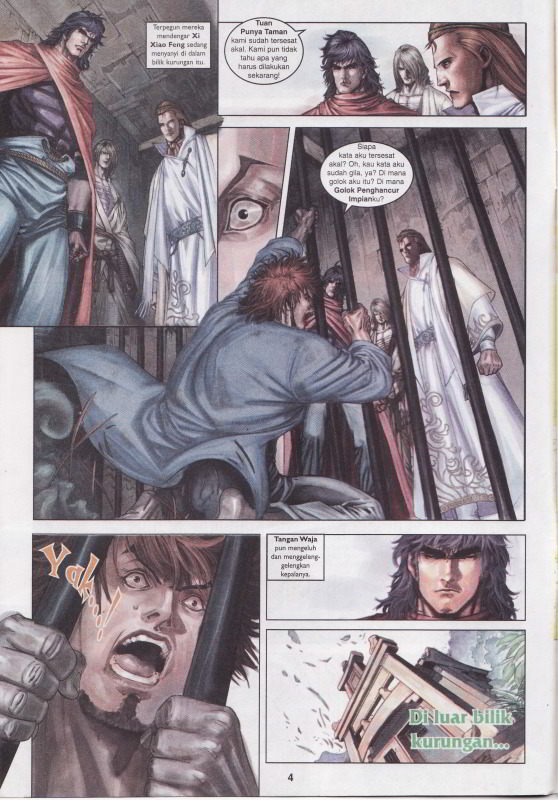 Terpegun mereka
mendengar Xi
Xiao Feng sedang
menyanyi di dalam
bilik kurungan itu.
Tuan
Punya Taman
kami sudah tersesat
akal. Kami pun tidak
tahu apa yang
harus dilakukan
sekarang!
Siapa
kata aku tersesat
akal? Oh, kau kata aku
sudah gila, ya? Di mana
golok aku itu? Di mana
Golok Penghancur
Impianku?
Yak...!
Tangan Waja
pun mengeluh
dan menggeleng-
gelengkan
kepalanya.
Di luar bilik
kurungan...
4